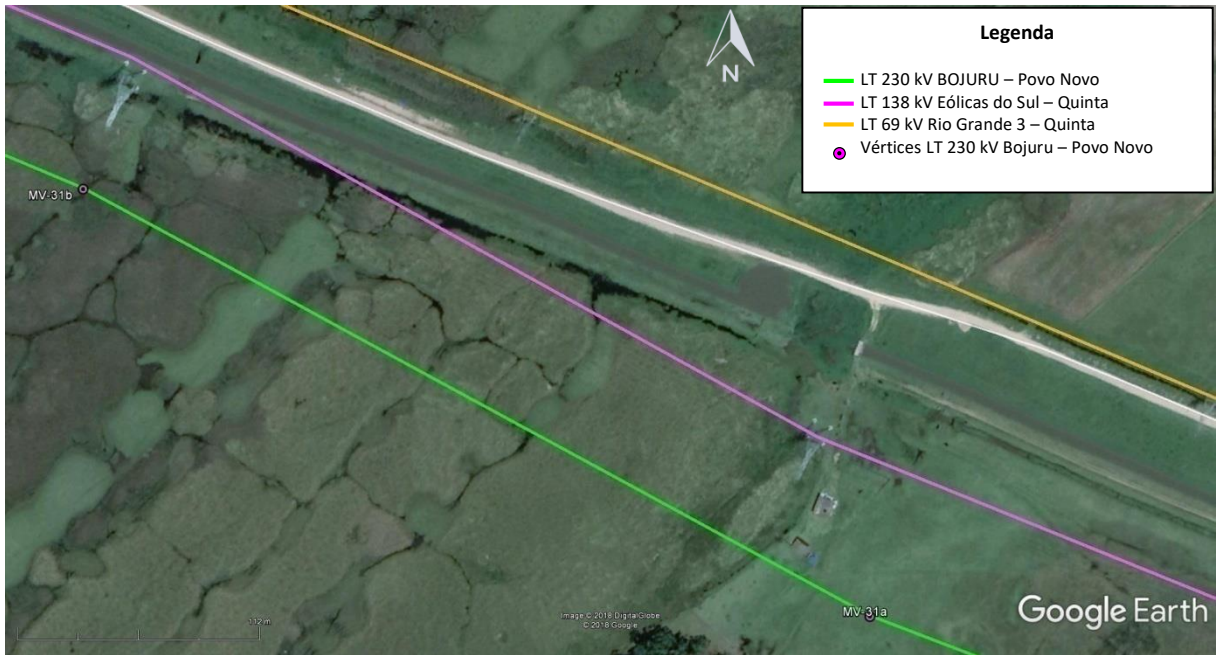 Legenda
LT 230 kV BOJURU – Povo Novo
LT 138 kV Eólicas do Sul – Quinta
LT 69 kV Rio Grande 3 – Quinta
Vértices LT 230 kV Bojuru – Povo Novo
N
MV-31b
MV-31a
Image © 2018 DigitalGlobe
© 2018 Google
112 m
Google Earth